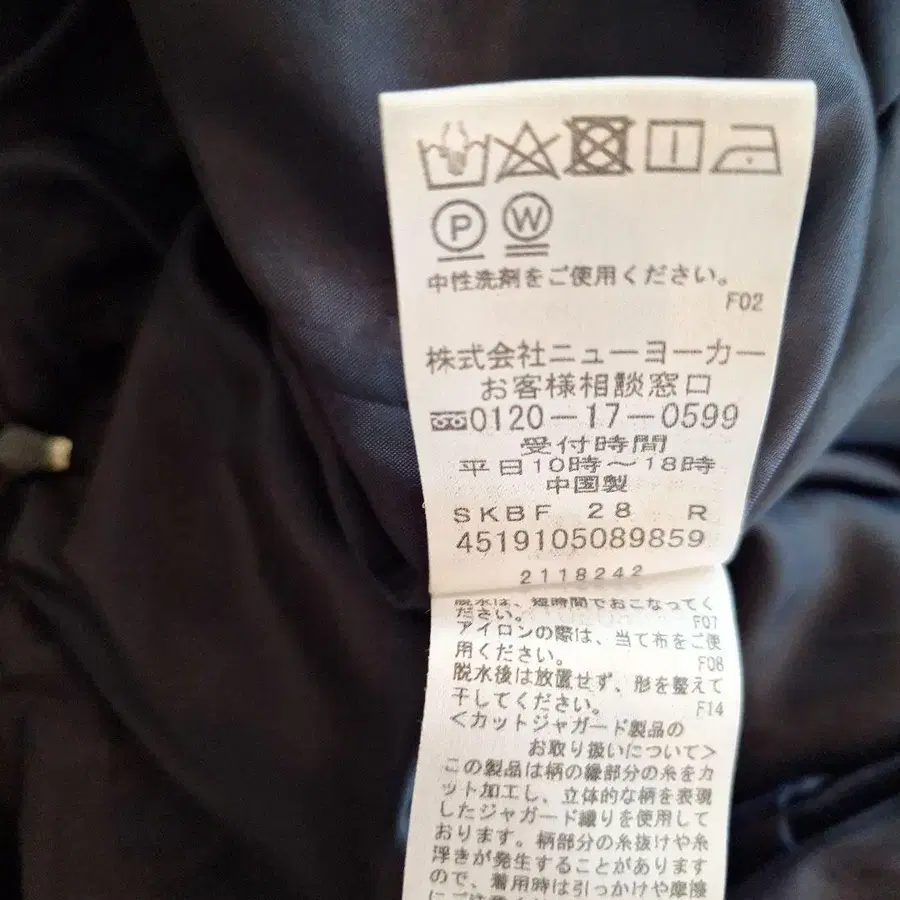 P W
中性洗剤をご使用ください。
F02
株式会社ニューヨーカー
お客様相談窓口
0120－17－0599
受付時間
平日10時～18時
中国製
SKBF 28 R
4519105089859
2118242
脱水は、短時間でおこなってく
ださい。 F07
アイロンの際は、当て布をご使
用ください。 F08
脱水後は放置せず、形を整えて
干してください。 F14
＜カットジャガード製品の
お取り扱いについて＞
この製品は柄の縁部分の糸をカ
ット加工し、立体的な柄を表現
したジャガード織りを使用して
おります。柄部分の糸抜けや糸
浮きが発生することがあります
ので、着用時は引っかけや摩擦
にご注意く